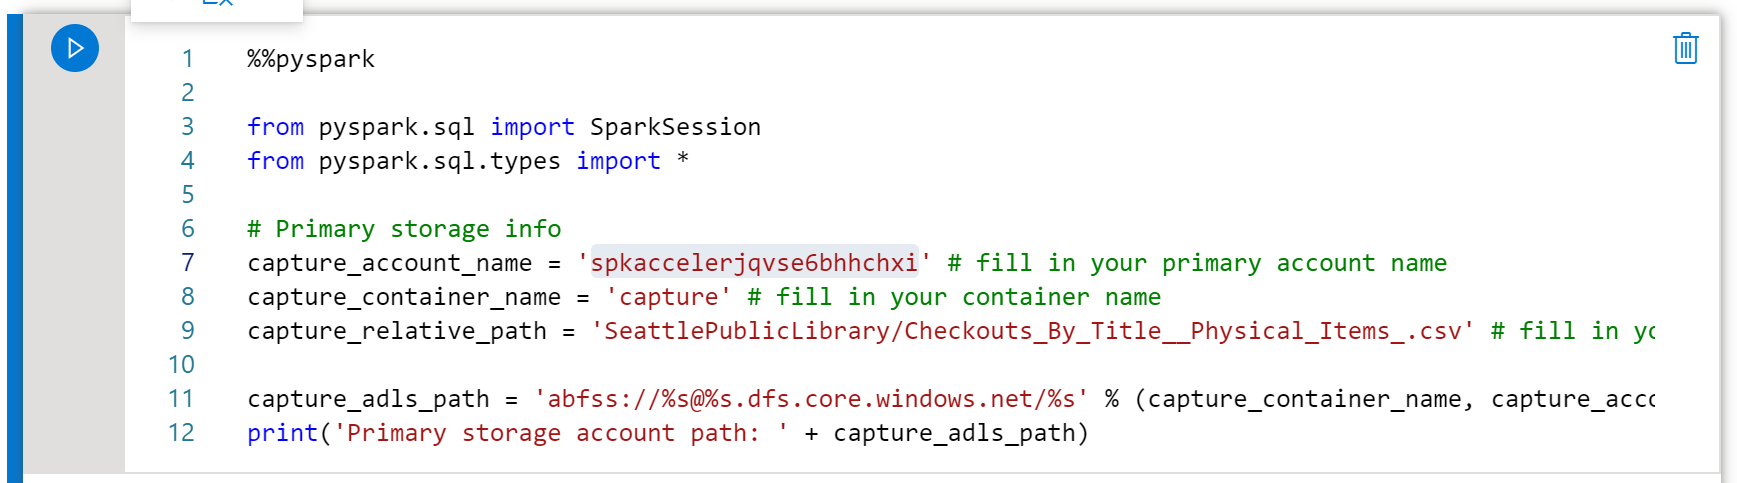 1 %%pyspark
2
3 from pyspark.sql import SparkSession
4 from pyspark.sql.types import *
5
6 # Primary storage info
7 capture_account_name = 'spkaccelerjqvse6bhhchxi' # fill in your primary account name
8 capture_container_name = 'capture' # fill in your container name
9 capture_relative_path = 'SeattlePublicLibrary/Checkouts_By_Title__Physical_Items_.csv' # fill in yo
10
11 capture_adls_path = 'abfss://%s@%s.dfs.core.windows.net/%s' % (capture_container_name, capture_acco
12 print('Primary storage account path: ' + capture_adls_path)